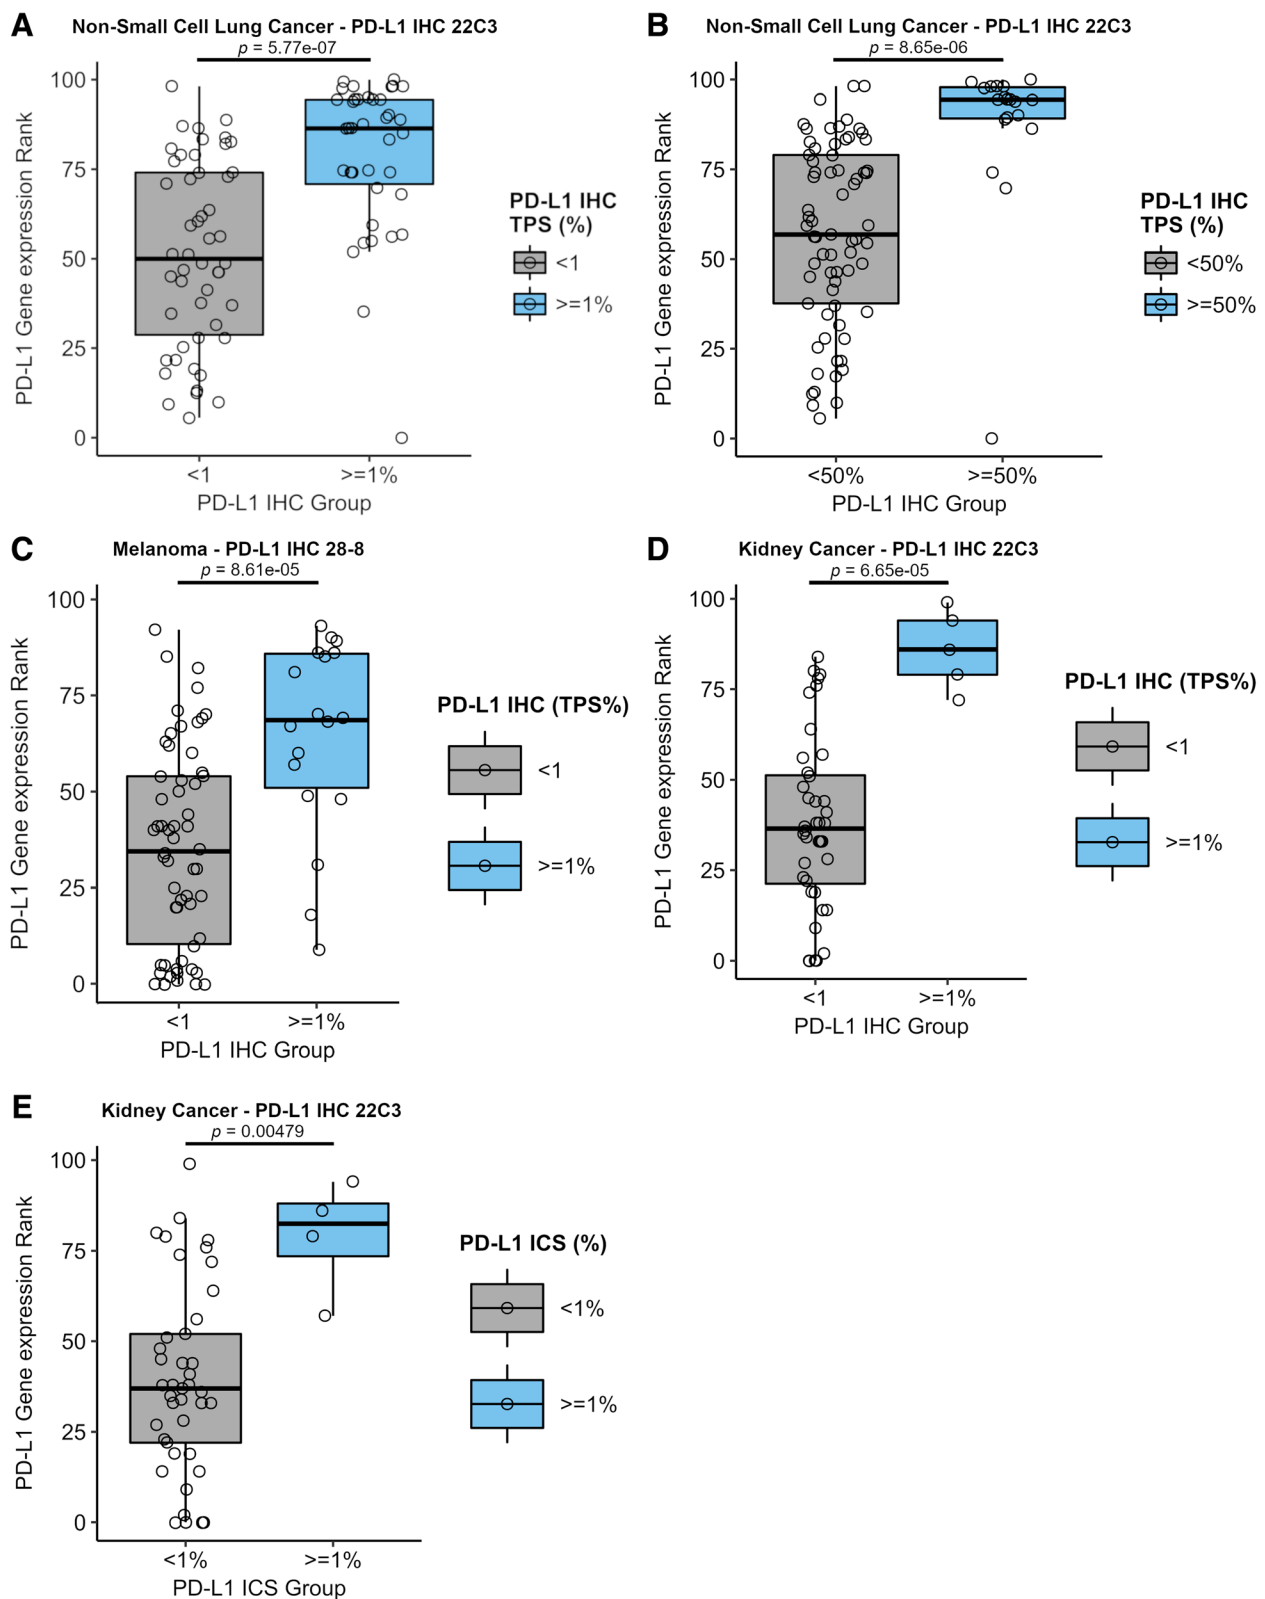 A
Non-Small Cell Lung Cancer - PD-L1 IHC 22C3
p = 5.77e-07
PD-L1 Gene expression Rank
100
75
50
25
0
<1
>=1%
PD-L1 IHC Group
PD-L1 IHC
TPS (%)
<1
>=1%
B
Non-Small Cell Lung Cancer - PD-L1 IHC 22C3
p = 8.65e-06
PD-L1 Gene expression Rank
100
75
50
25
0
<50%
>=50%
PD-L1 IHC Group
PD-L1 IHC
TPS (%)
<50%
>=50%
C
Melanoma - PD-L1 IHC 28-8
p = 8.61e-05
PD-L1 Gene expression Rank
100
75
50
25
0
<1
>=1%
PD-L1 IHC Group
PD-L1 IHC (TPS%)
<1
>=1%
D
Kidney Cancer - PD-L1 IHC 22C3
p = 6.65e-05
PD-L1 Gene expression Rank
100
75
50
25
0
<1
>=1%
PD-L1 IHC Group
PD-L1 IHC (TPS%)
<1
>=1%
E
Kidney Cancer - PD-L1 IHC 22C3
p = 0.00479
PD-L1 Gene expression Rank
100
75
50
25
0
<1%
>=1%
PD-L1 ICS Group
PD-L1 ICS (%)
<1%
>=1%